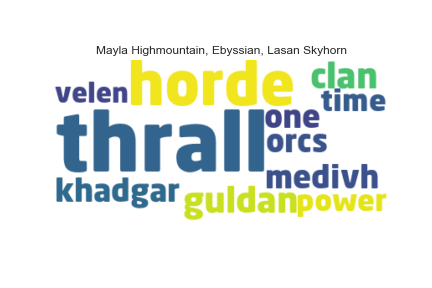 Mayla Highmountain, Ebyssian, Lasan Skyhorn
horde
clan
velen
time
thrall
one
orcs
medivh
khadgar
guldan
power